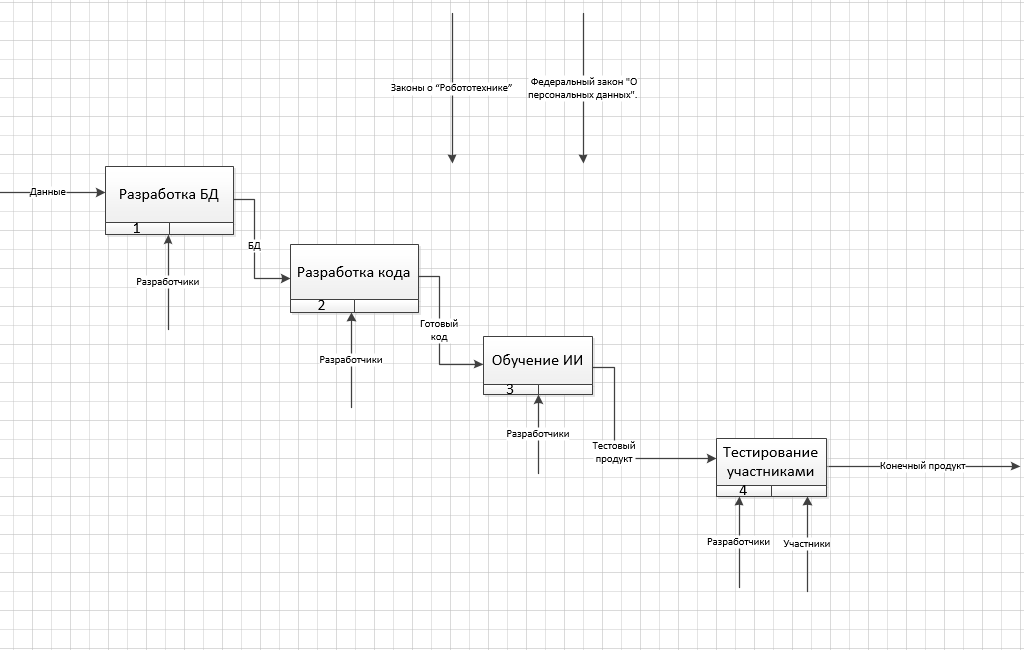 Законы о “Робототехнике”
Федеральный закон "О
персональных данных".
Данные
Разработка БД
1
Разработчики
БД
Разработка кода
2
Разработчики
Готовый
код
Обучение ИИ
3
Разработчики
Тестовый
продукт
Тестирование
участниками
4
Конечный продукт
Разработчики
Участники